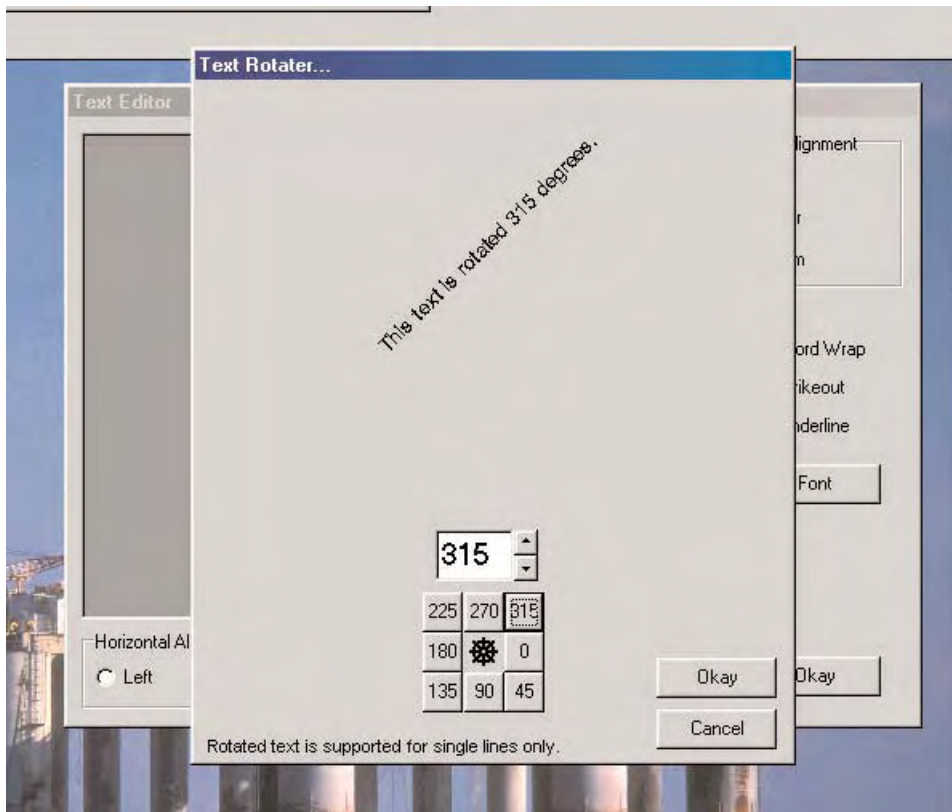 Text Rotater...
Text Editor
lignment
This text is rotated 315 degrees.
r
m
ord Wrap
rikeout
nderline
Font
315
225 270 315
180 0
135 90 45
Horizontal Al
Left
Okay
Okay
Cancel
Rotated text is supported for single lines only.